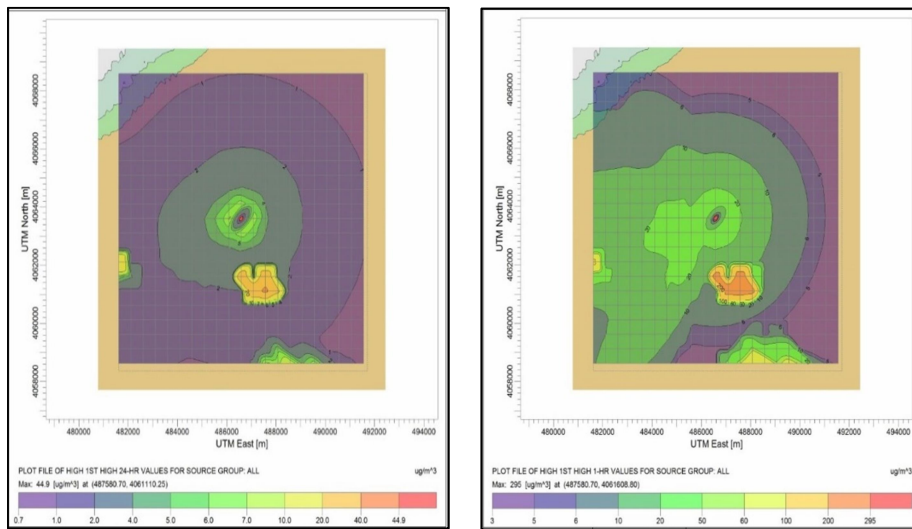 UTM North [m]
4068000
4066000
4064000
4062000
4060000
4058000
480000 482000 484000 486000 488000 490000 492000 494000
UTM East [m]
PLOT FILE OF HIGH 1ST HIGH 24-HR VALUES FOR SOURCE GROUP: ALL
ug/m^3
Max: 44.9 [ug/m^3] at (487580.70, 4061110.25)
0.7 1.0 2.0 4.0 5.0 6.0 7.0 10.0 20.0 40.0 44.9
UTM North [m]
4068000
4066000
4064000
4062000
4060000
4058000
480000 482000 484000 486000 488000 490000 492000 494000
UTM East [m]
PLOT FILE OF HIGH 1ST HIGH 1-HR VALUES FOR SOURCE GROUP: ALL
ug/m^3
Max: 295 [ug/m^3] at (487580.70, 4061608.80)
3 5 6 10 20 50 60 100 200 295